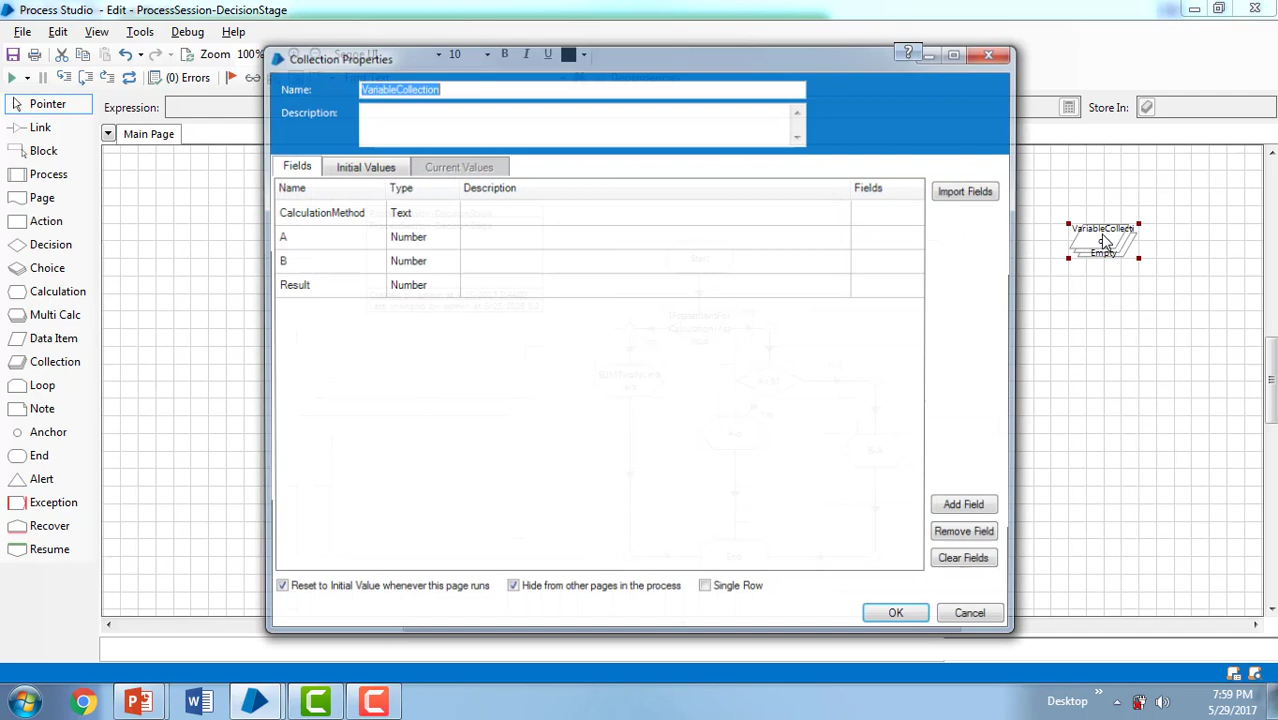 Process Studio - Edit - ProcessSession-DecisionStage
File Edit View Tools Debug Help
Zoom 100% 10 B I U
(0) Errors
Collection Properties ?
Pointer
Expression:
Store In:
Link
Main Page
Block
Process
Page
Action
Decision
Choice
Calculation
Multi Calc
Data Item
Collection
Loop
Note
Anchor
End
Alert
Exception
Recover
Resume
Name: VariableCollection
Description:
Fields Initial Values Current Values
Name Type Description Fields
CalculationMethod Text
A Number
B Number
Result Number
Import Fields
Add Field
Remove Field
Clear Fields
Reset to Initial Value whenever this page runs Hide from other pages in the process Single Row
OK Cancel
VariableCollecti
o
Empty
Start
End
Desktop
7:59 PM
5/29/2017